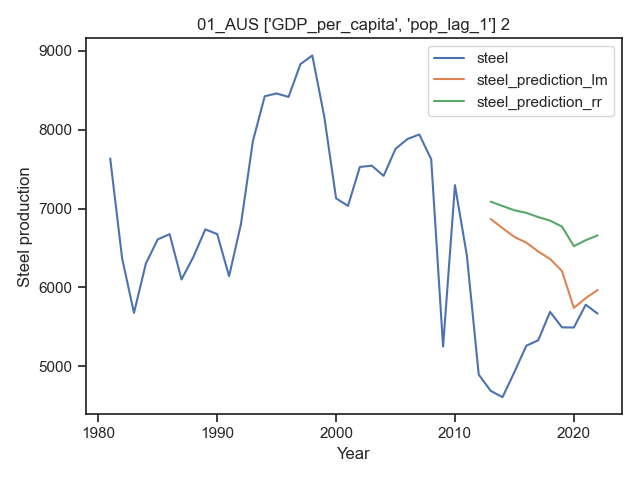 01_AUS ['GDP_per_capita', 'pop_lag_1'] 2
steel
steel_prediction_lm
steel_prediction_rr
Steel production
9000
8000
7000
6000
5000
1980 1990 2000 2010 2020
Year